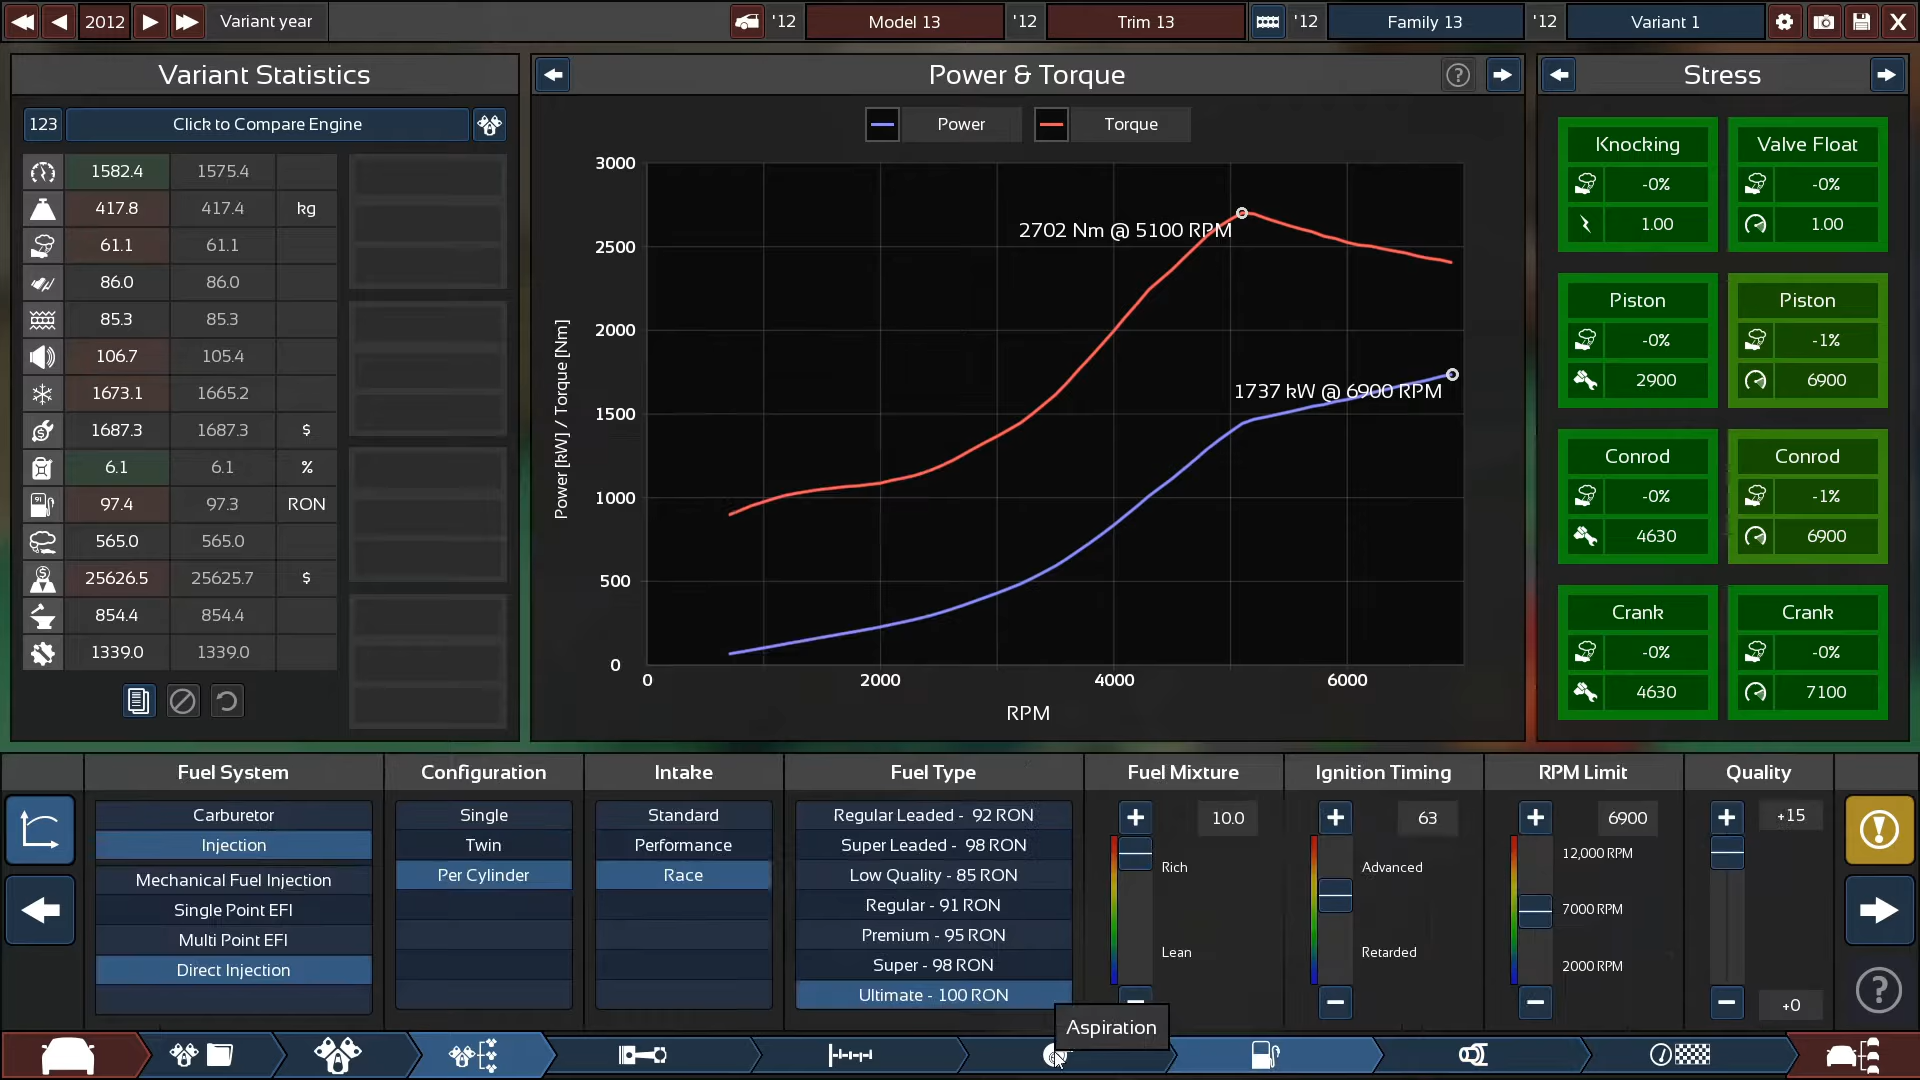 2012
Variant year
'12
Model 13
'12
Trim 13
'12
Family 13
'12
Variant 1
Variant Statistics
123
Click to Compare Engine
1582.4 1575.4
417.8 417.4 kg
61.1 61.1
86.0 86.0
85.3 85.3
106.7 105.4
1673.1 1665.2
1687.3 1687.3 $
6.1 6.1 %
97.4 97.3 RON
565.0 565.0
25626.5 25625.7 $
854.4 854.4
1339.0 1339.0
Power & Torque
?
Power
Torque
3000
2500
2000
1500
1000
500
0
Power [kW] / Torque [Nm]
2702 Nm @ 5100 RPM
1737 kW @ 6900 RPM
0 2000 4000 6000
RPM
Stress
Knocking
-0%
1.00
Valve Float
-0%
1.00
Piston
-0%
2900
Piston
-1%
6900
Conrod
-0%
4630
Conrod
-1%
6900
Crank
-0%
4630
Crank
-0%
7100
Fuel System
Carburetor
Injection
Mechanical Fuel Injection
Single Point EFI
Multi Point EFI
Direct Injection
Configuration
Single
Twin
Per Cylinder
Intake
Standard
Performance
Race
Fuel Type
Regular Leaded - 92 RON
Super Leaded - 98 RON
Low Quality - 85 RON
Regular - 91 RON
Premium - 95 RON
Super - 98 RON
Ultimate - 100 RON
Fuel Mixture
10.0
Rich
Lean
Ignition Timing
63
Advanced
Retarded
RPM Limit
6900
12,000 RPM
7000 RPM
2000 RPM
Quality
+15
+0
?
Aspiration